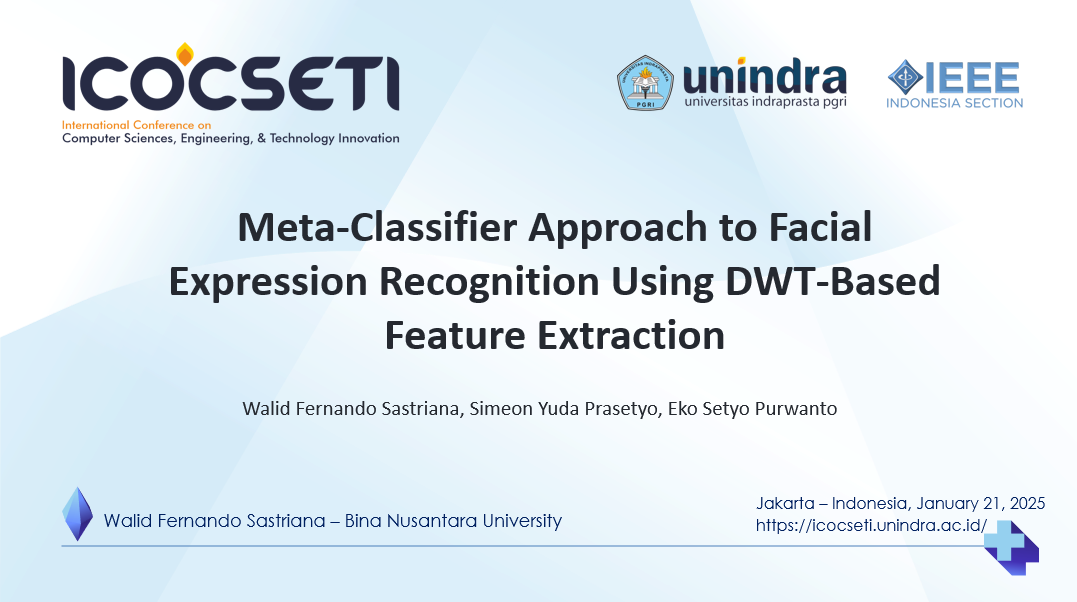 ICOCSETI
International Conference on
Computer Sciences, Engineering, & Technology Innovation
UNIVERSITAS INDRAPRASTA
PGRI
unindra
universitas indraprasta pgri
IEEE
INDONESIA SECTION
Meta-Classifier Approach to Facial
Expression Recognition Using DWT-Based
Feature Extraction
Walid Fernando Sastriana, Simeon Yuda Prasetyo, Eko Setyo Purwanto
Walid Fernando Sastriana – Bina Nusantara University
Jakarta – Indonesia, January 21, 2025
https://icocseti.unindra.ac.id/